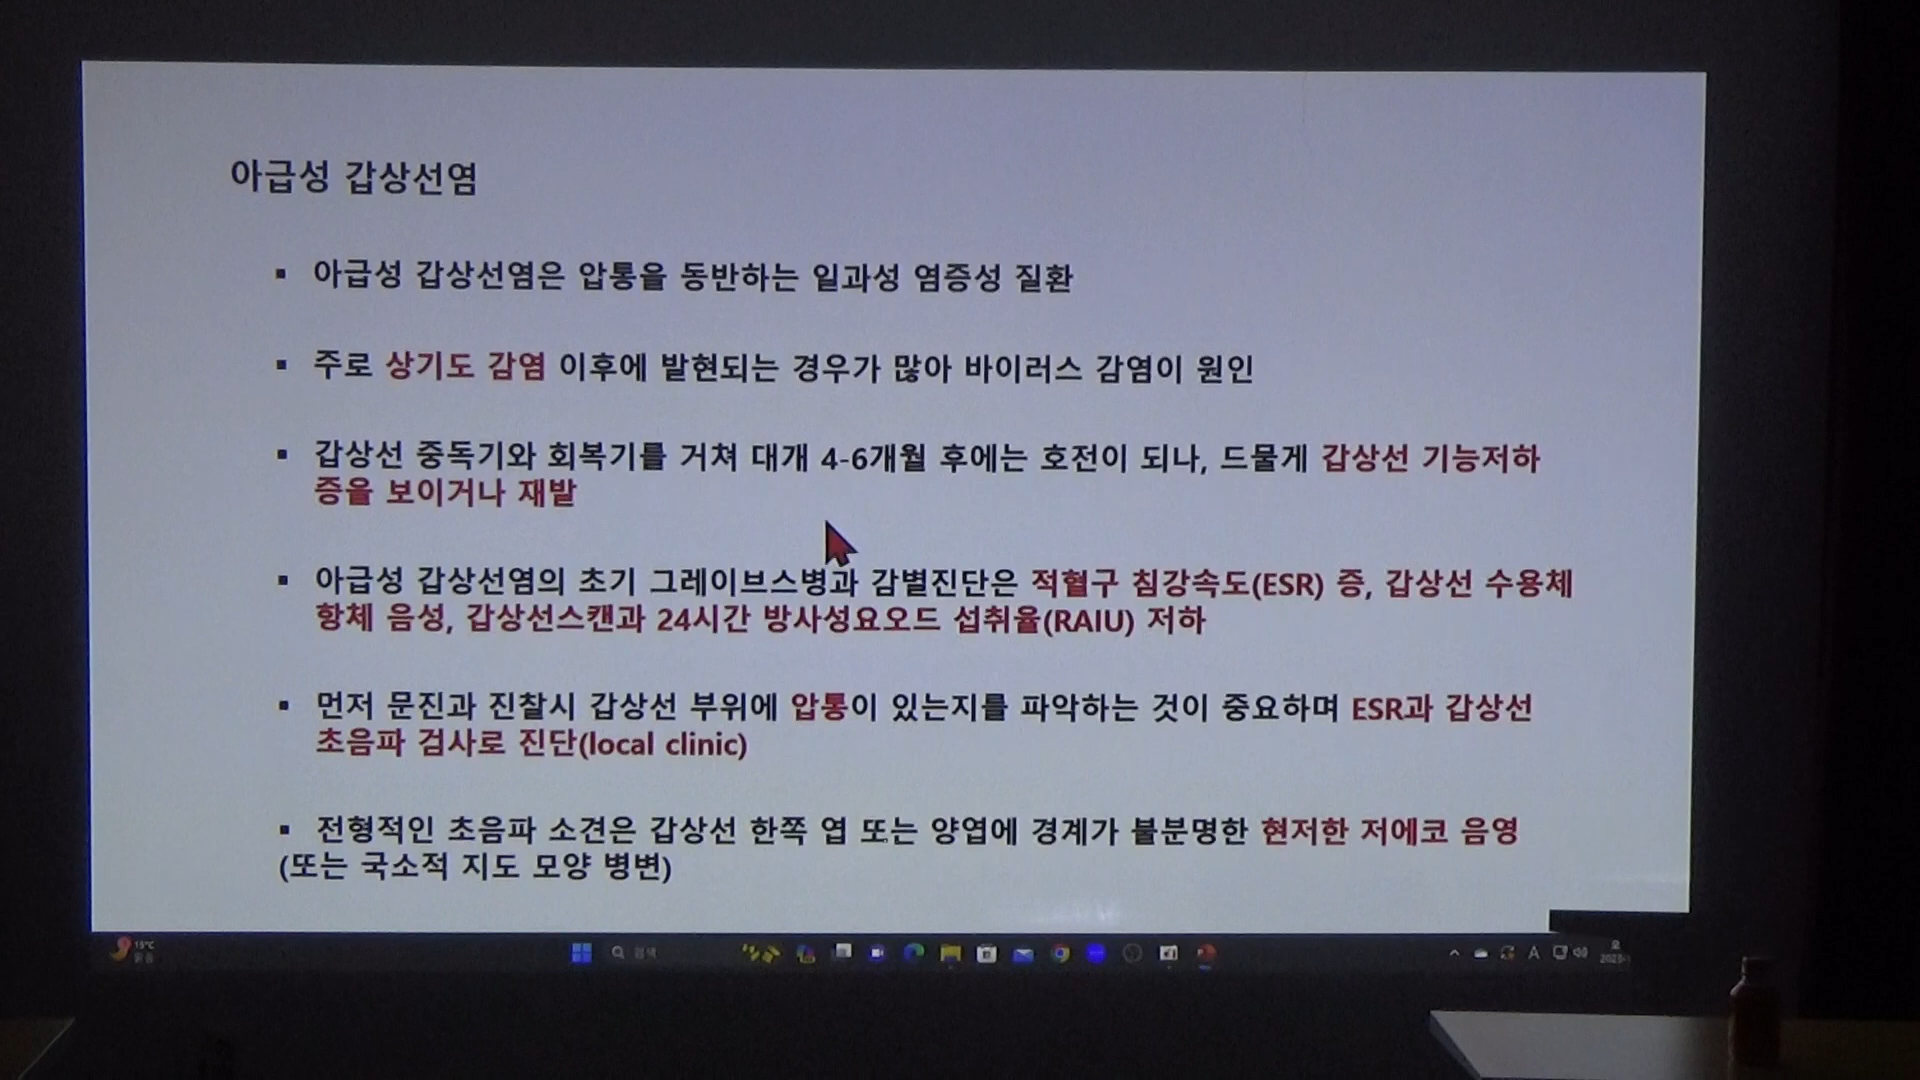 아급성 갑상선염
▪ 아급성 갑상선염은 압통을 동반하는 일과성 염증성 질환
▪ 주로 상기도 감염 이후에 발현되는 경우가 많아 바이러스 감염이 원인
▪ 갑상선 중독기와 회복기를 거쳐 대개 4-6개월 후에는 호전이 되나, 드물게 갑상선 기능저하
증을 보이거나 재발
▪ 아급성 갑상선염의 초기 그레이브스병과 감별진단은 적혈구 침강속도(ESR) 증, 갑상선 수용체
항체 음성, 갑상선스캔과 24시간 방사성요오드 섭취율(RAIU) 저하
▪ 먼저 문진과 진찰시 갑상선 부위에 압통이 있는지를 파악하는 것이 중요하며 ESR과 갑상선
초음파 검사로 진단(local clinic)
▪ 전형적인 초음파 소견은 갑상선 한쪽 엽 또는 양엽에 경계가 불분명한 현저한 저에코 음영
(또는 국소적 지도 모양 병변)
15°C
검색
A